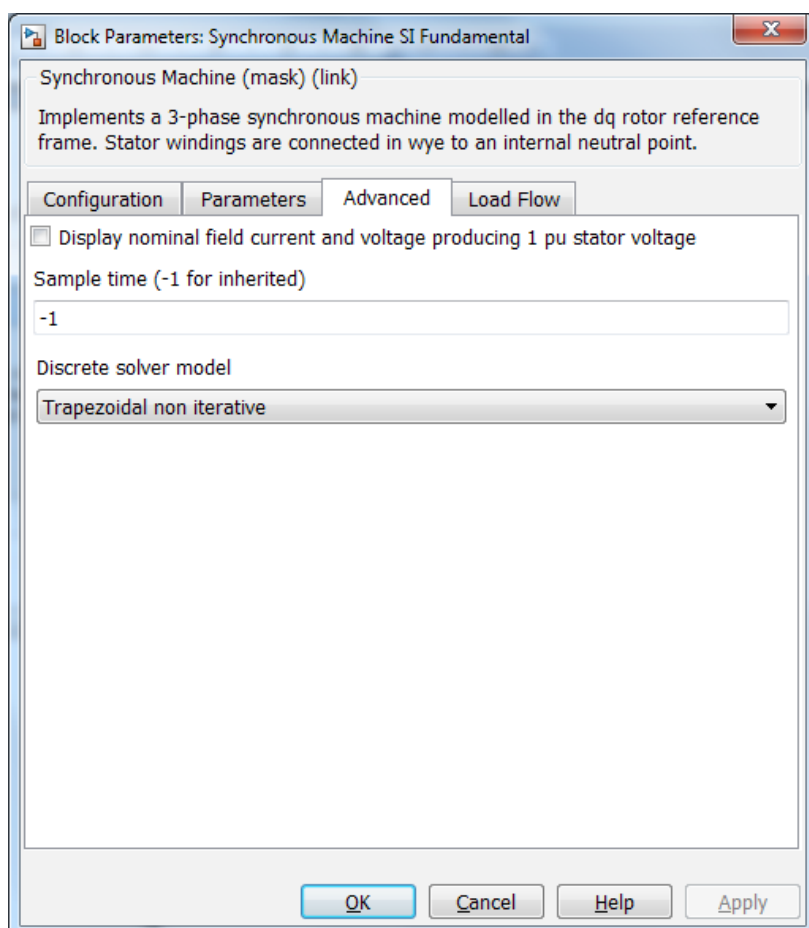 Block Parameters: Synchronous Machine SI Fundamental
Synchronous Machine (mask) (link)
Implements a 3-phase synchronous machine modelled in the dq rotor reference
frame. Stator windings are connected in wye to an internal neutral point.
Configuration Parameters Advanced Load Flow
Display nominal field current and voltage producing 1 pu stator voltage
Sample time (-1 for inherited)
-1
Discrete solver model
Trapezoidal non iterative
OK Cancel Help Apply